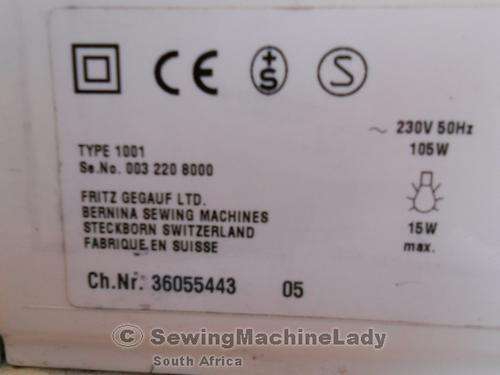 CE
+
S
S
~ 230V 50Hz
105W
TYPE 1001
Se.No. 003 220 8000
FRITZ GEGAUF LTD.
BERNINA SEWING MACHINES
STECKBORN SWITZERLAND
FABRIQUE EN SUISSE
15W
max.
Ch.Nr. 36055443 05
© SewingMachineLady
South Africa